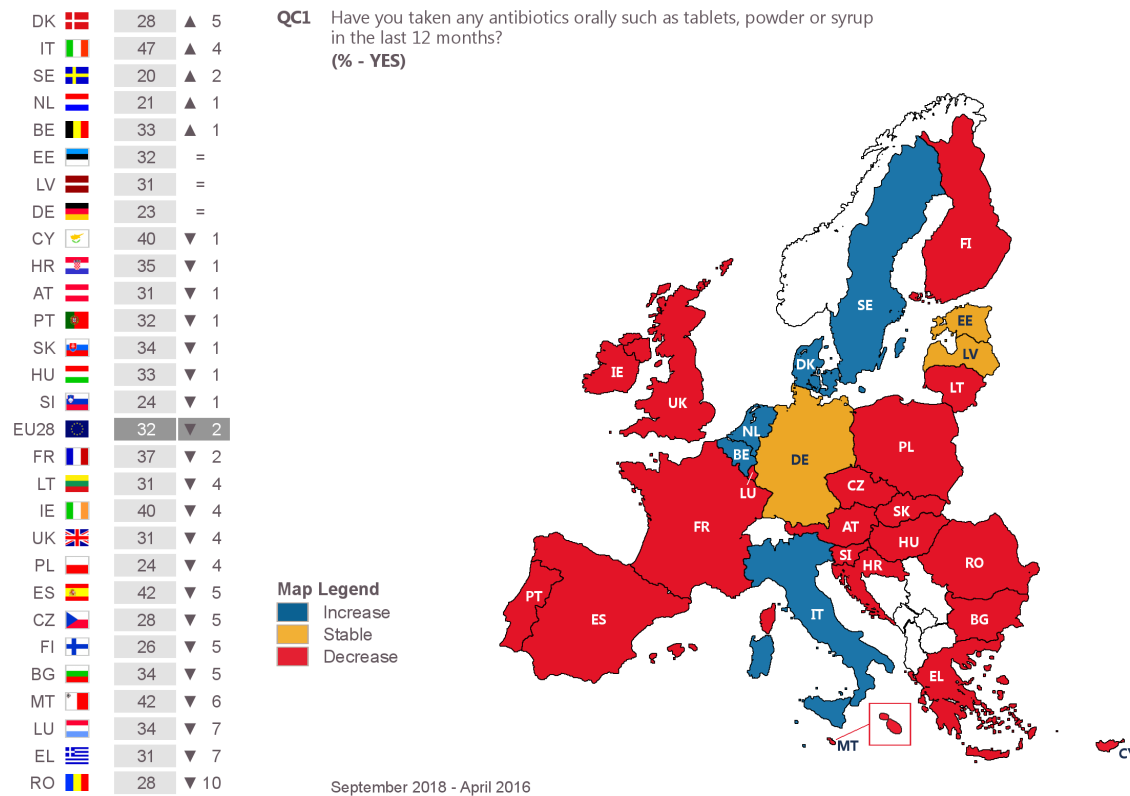 DK 28 ▲ 5
IT 47 ▲ 4
SE 20 ▲ 2
NL 21 ▲ 1
BE 33 ▲ 1
EE 32 =
LV 31 =
DE 23 =
CY 40 ▼ 1
HR 35 ▼ 1
AT 31 ▼ 1
PT 32 ▼ 1
SK 34 ▼ 1
HU 33 ▼ 1
SI 24 ▼ 1
EU28 32 ▼ 2
FR 37 ▼ 2
LT 31 ▼ 4
IE 40 ▼ 4
UK 31 ▼ 4
PL 24 ▼ 4
ES 42 ▼ 5
CZ 28 ▼ 5
FI 26 ▼ 5
BG 34 ▼ 5
MT 42 ▼ 6
LU 34 ▼ 7
EL 31 ▼ 7
RO 28 ▼ 10
QC1 Have you taken any antibiotics orally such as tablets, powder or syrup
in the last 12 months?
(% - YES)
FI
SE
EE
LV
DK
IE
LT
UK
NL
PL
BE
DE
CZ
LU
SK
FR
AT
HU
SI
HR
RO
PT
ES
IT
BG
EL
MT
CY
Map Legend
Increase
Stable
Decrease
September 2018 - April 2016